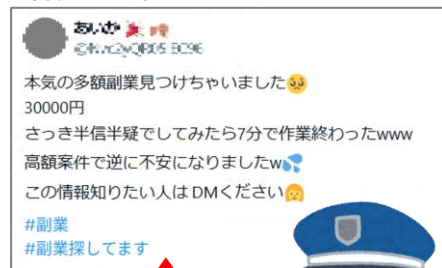 本気の多額副業見つけちゃいました🥺
30000円
さっき半信半疑でしてみたら7分で作業終わったwww
高額案件で逆に不安になりましたw💦
この情報知りたい人はDMください🙍
#副業
#副業探してます